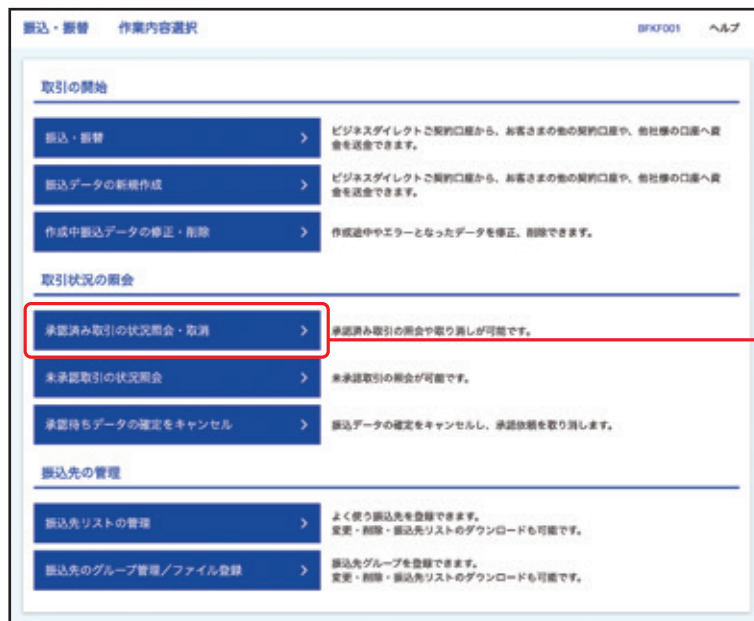 振込・振替 作業内容選択 BFKF001 ヘルプ
取引の開始
振込・振替
ビジネスダイレクトご契約口座から、お客さまの他の契約口座や、他社様の口座へ資
金を送金できます。
振込データの新規作成
ビジネスダイレクトご契約口座から、お客さまの他の契約口座や、他社様の口座へ資
金を送金できます。
作成中振込データの修正・削除
作成途中やエラーとなったデータを修正、削除できます。
取引状況の照会
承認済み取引の状況照会・取消
承認済み取引の照会や取り消しが可能です。
未承認取引の状況照会
未承認取引の照会が可能です。
承認待ちデータの確定をキャンセル
振込データの確定をキャンセルし、承認依頼を取り消します。
振込先の管理
振込先リストの管理
よく使う振込先を登録できます。
変更・削除・振込先リストのダウンロードも可能です。
振込先のグループ管理／ファイル登録
振込先グループを登録できます。
変更・削除・振込先リストのダウンロードも可能です。